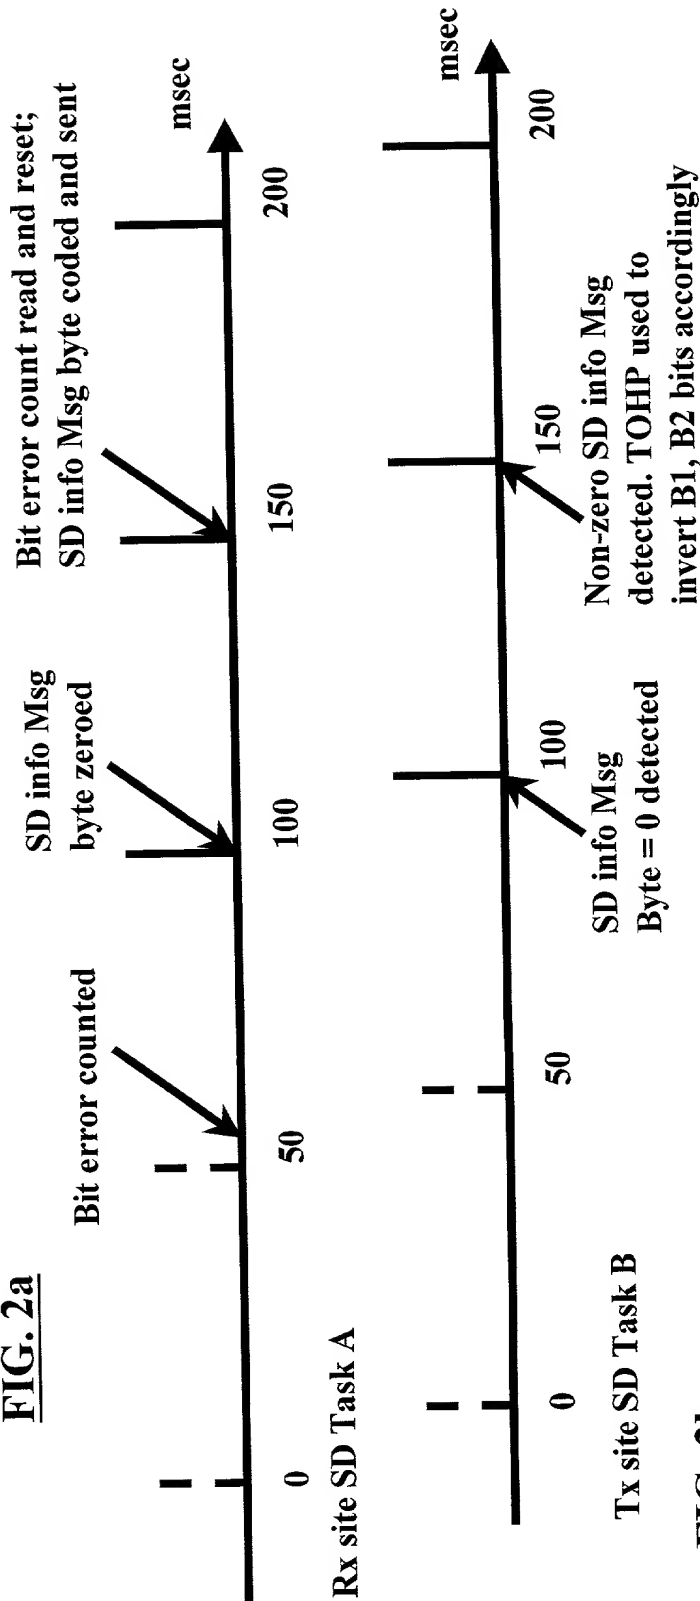 FIG. 2a
Bit error counted
SD info Msg
byte zeroed
Bit error count read and reset;
SD info Msg byte coded and sent
msec
0
50
100
150
200
Rx site SD Task A
msec
0
50
100
150
200
Tx site SD Task B
SD info Msg
Byte = 0 detected
Non-zero SD info Msg
detected. TOHP used to
invert B1, B2 bits accordingly